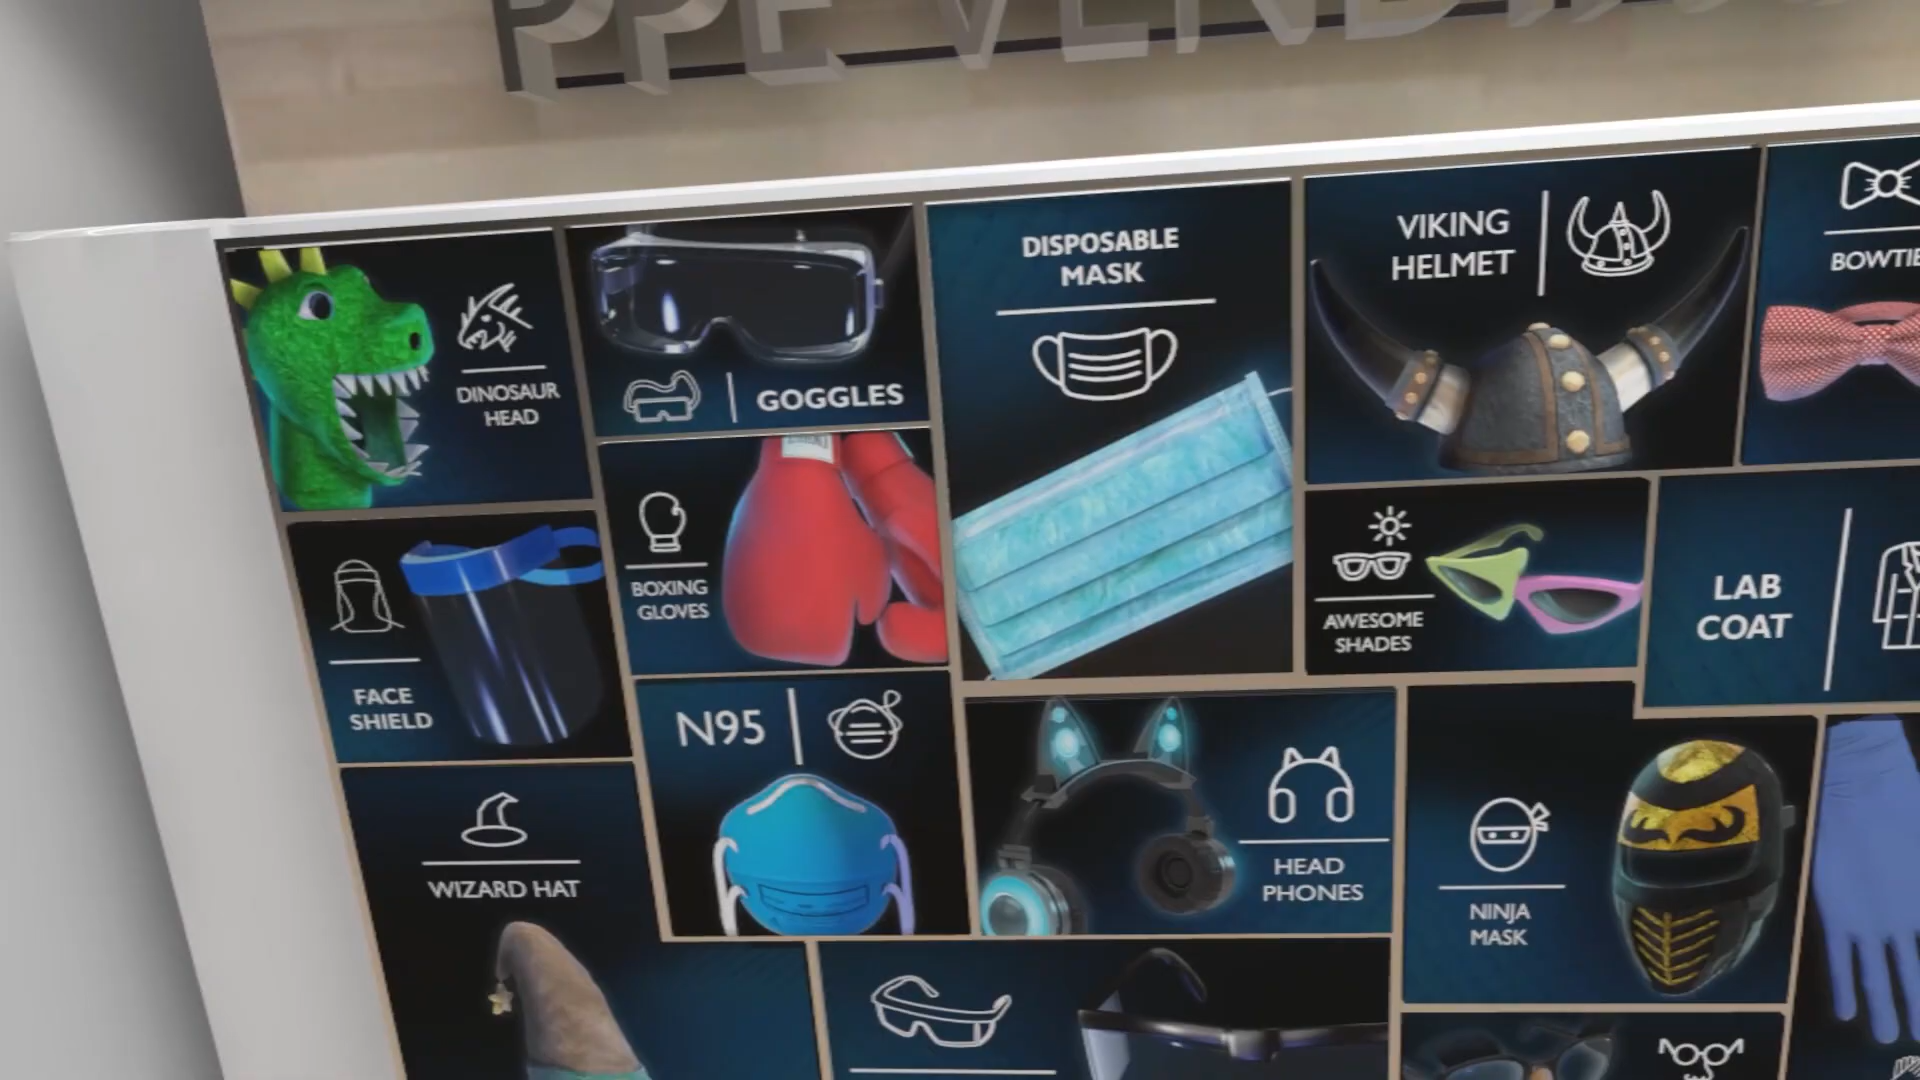 PPE
DINOSAUR
HEAD
GOGGLES
DISPOSABLE
MASK
VIKING
HELMET
BOWTIE
FACE
SHIELD
BOXING
GLOVES
AWESOME
SHADES
LAB
COAT
N95
WIZARD HAT
HEAD
PHONES
NINJA
MASK